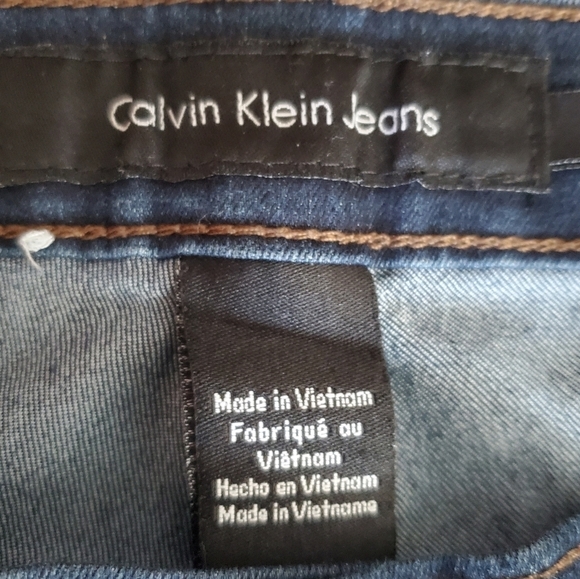 Calvin Klein Jeans
Made in Vietnam
Fabriqué au
Viêtnam
Hecho en Vietnam
Made in Vietname